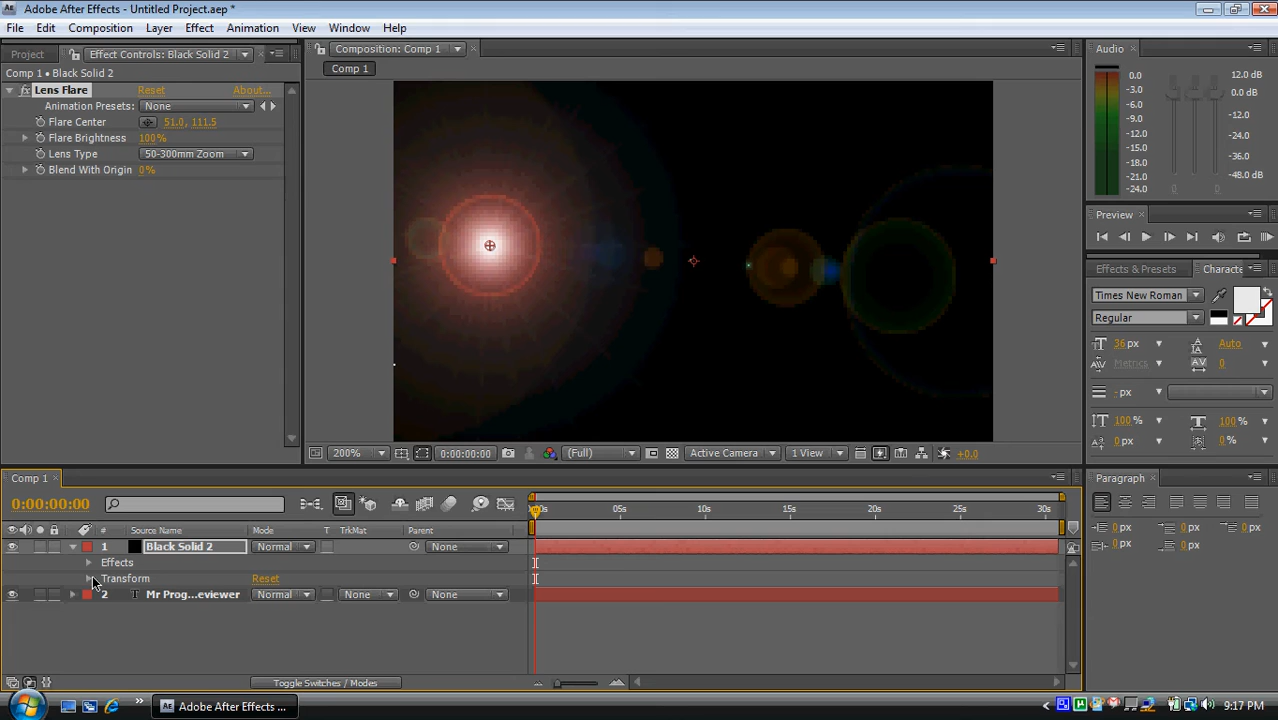 Adobe After Effects - Untitled Project.aep *
File Edit Composition Layer Effect Animation View Window Help
Project Effect Controls: Black Solid 2
Comp 1 • Black Solid 2
fx Lens Flare Reset About...
Animation Presets: None
Flare Center 51.0, 111.5
Flare Brightness 100%
Lens Type 50-300mm Zoom
Blend With Origin 0%
Composition: Comp 1
Comp 1
200% 0:00:00:00 (Full) Active Camera 1 View +0.0
Audio
0.0 12.0 dB
-3.0 0.0 dB
-6.0
-9.0 -12.0
-12.0
-15.0 -24.0
-18.0 -36.0
-21.0
-24.0 -48.0 dB
0 0
Preview
Effects & Presets Characte
Times New Roman
Regular
36 px Auto
Metrics 0
- px
100% 100%
0 px 0 %
Paragraph
0 px 0 px 0 px
0 px 0 px
Comp 1
0:00:00:00
# Source Name Mode T TrkMat Parent
00s 05s 10s 15s 20s 25s 30s
1 Black Solid 2 Normal None
Effects
Transform Reset
2 T Mr Prog...eviewer Normal None None
Toggle Switches / Modes
Ae Adobe After Effects ... 9:17 PM